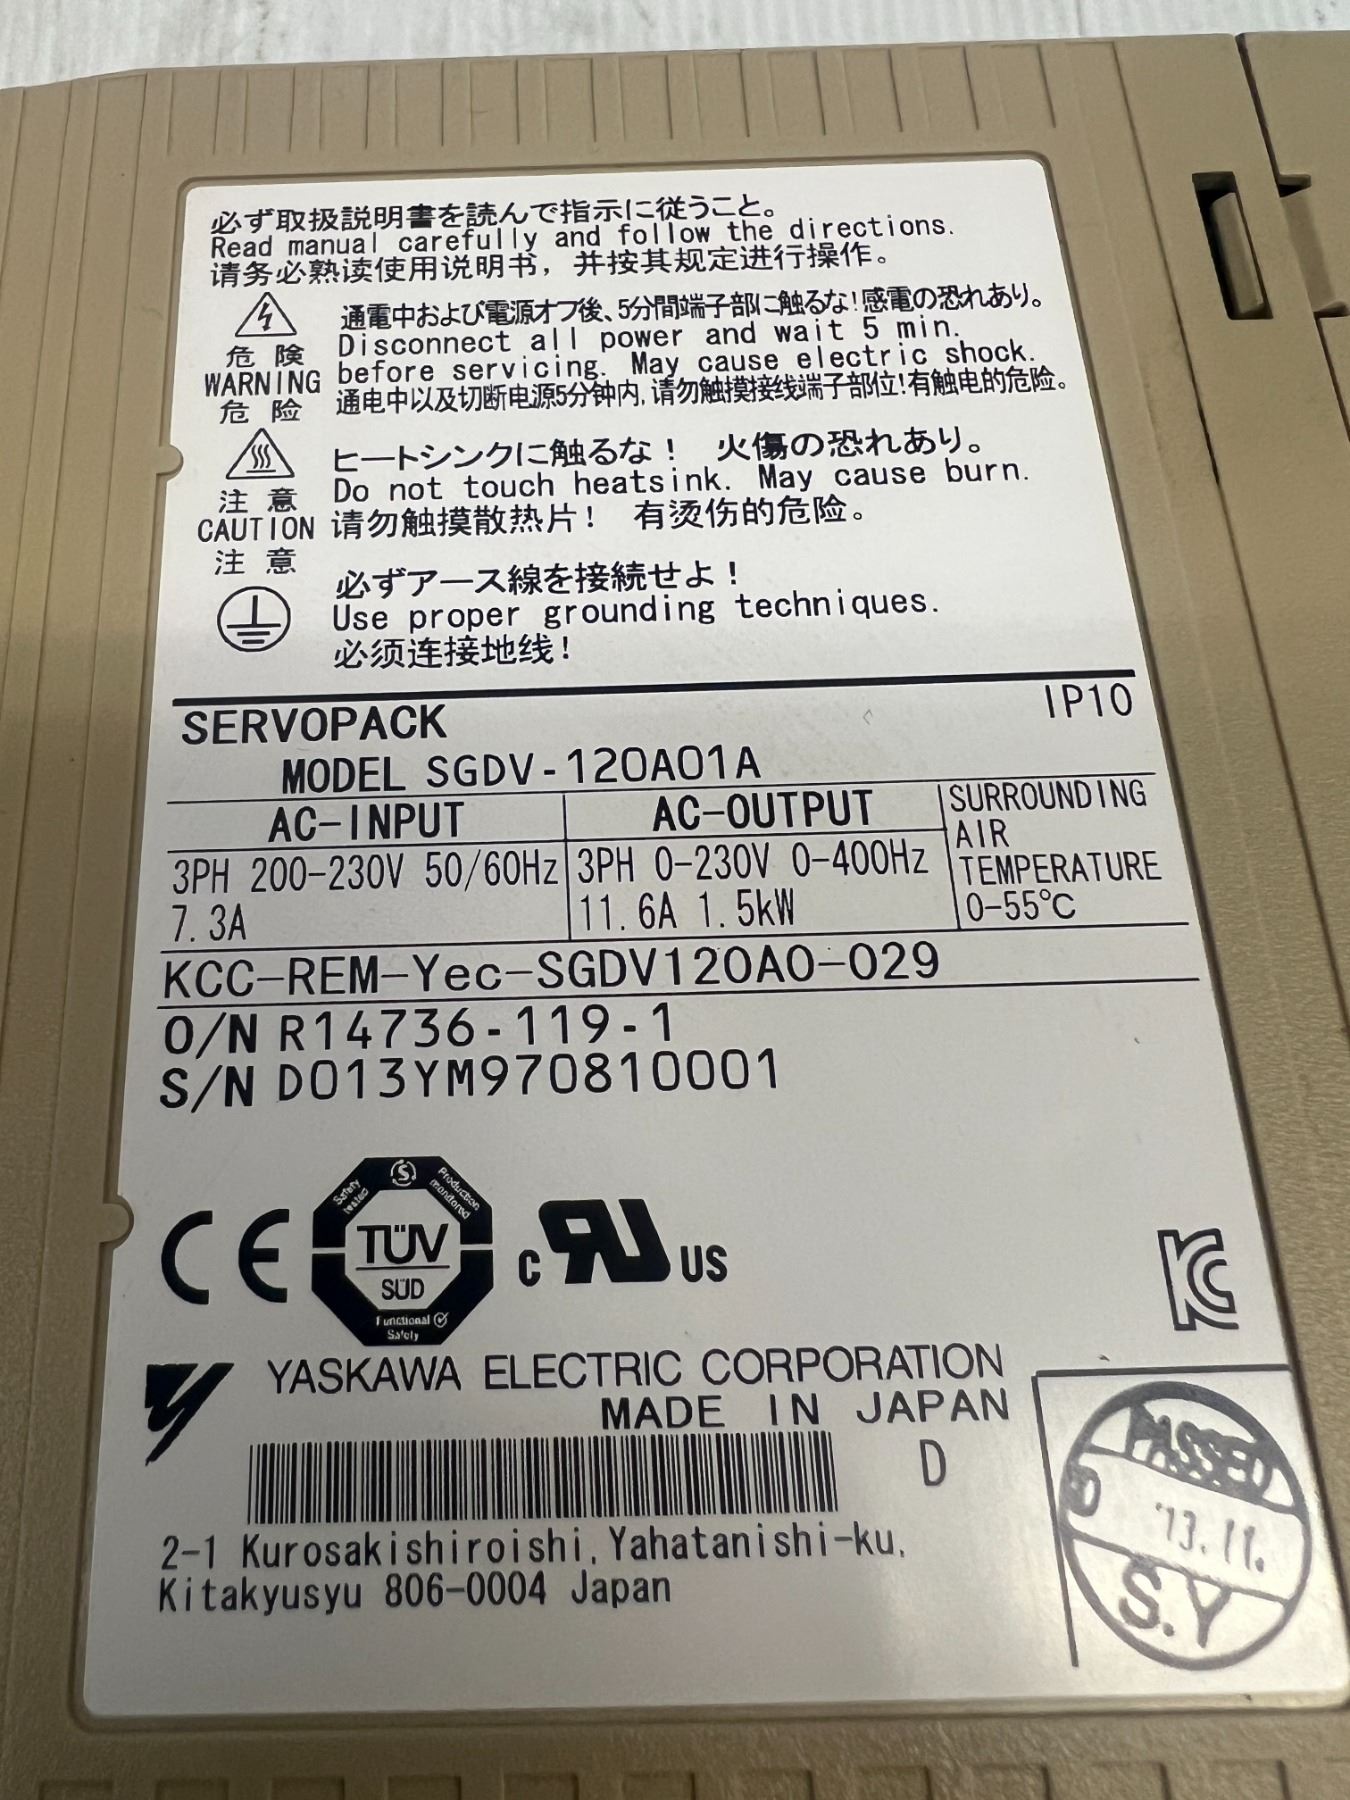 必ず取扱説明書を読んで指示に従うこと。
Read manual carefully and follow the directions.
请务必熟读使用说明书，并按其规定进行操作。
通電中および電源オフ後、5分間端子部に触るな!感電の恐れあり。
Disconnect all power and wait 5 min.
危険
before servicing. May cause electric shock.
WARNING
通电中以及切断电源5分钟内,请勿触摸接线端子部位!有触电的危险。
危险
ヒートシンクに触るな! 火傷の恐れあり。
Do not touch heatsink. May cause burn.
注意
CAUTION
请勿触摸散热片! 有烫伤的危险。
注意
必ずアース線を接続せよ!
Use proper grounding techniques.
必须连接地线!
SERVOPACK
IP10
MODEL SGDV-120A01A
AC-INPUT
AC-OUTPUT
SURROUNDING
AIR
TEMPERATURE
0-55℃
3PH 200-230V 50/60Hz
7.3A
3PH 0-230V 0-400Hz
11.6A 1.5kW
KCC-REM-Yec-SGDV120A0-029
O/N R14736-119-1
S/N D013YM970810001
CE
Safety tested
Production monitored
TÜV
SÜD
Functional
Safety
c RU US
KC
YASKAWA ELECTRIC CORPORATION
MADE IN JAPAN
D
2-1 Kurosakishiroishi, Yahatanishi-ku,
Kitakyusyu 806-0004 Japan
PASSED
D
'13.11.
S.Y